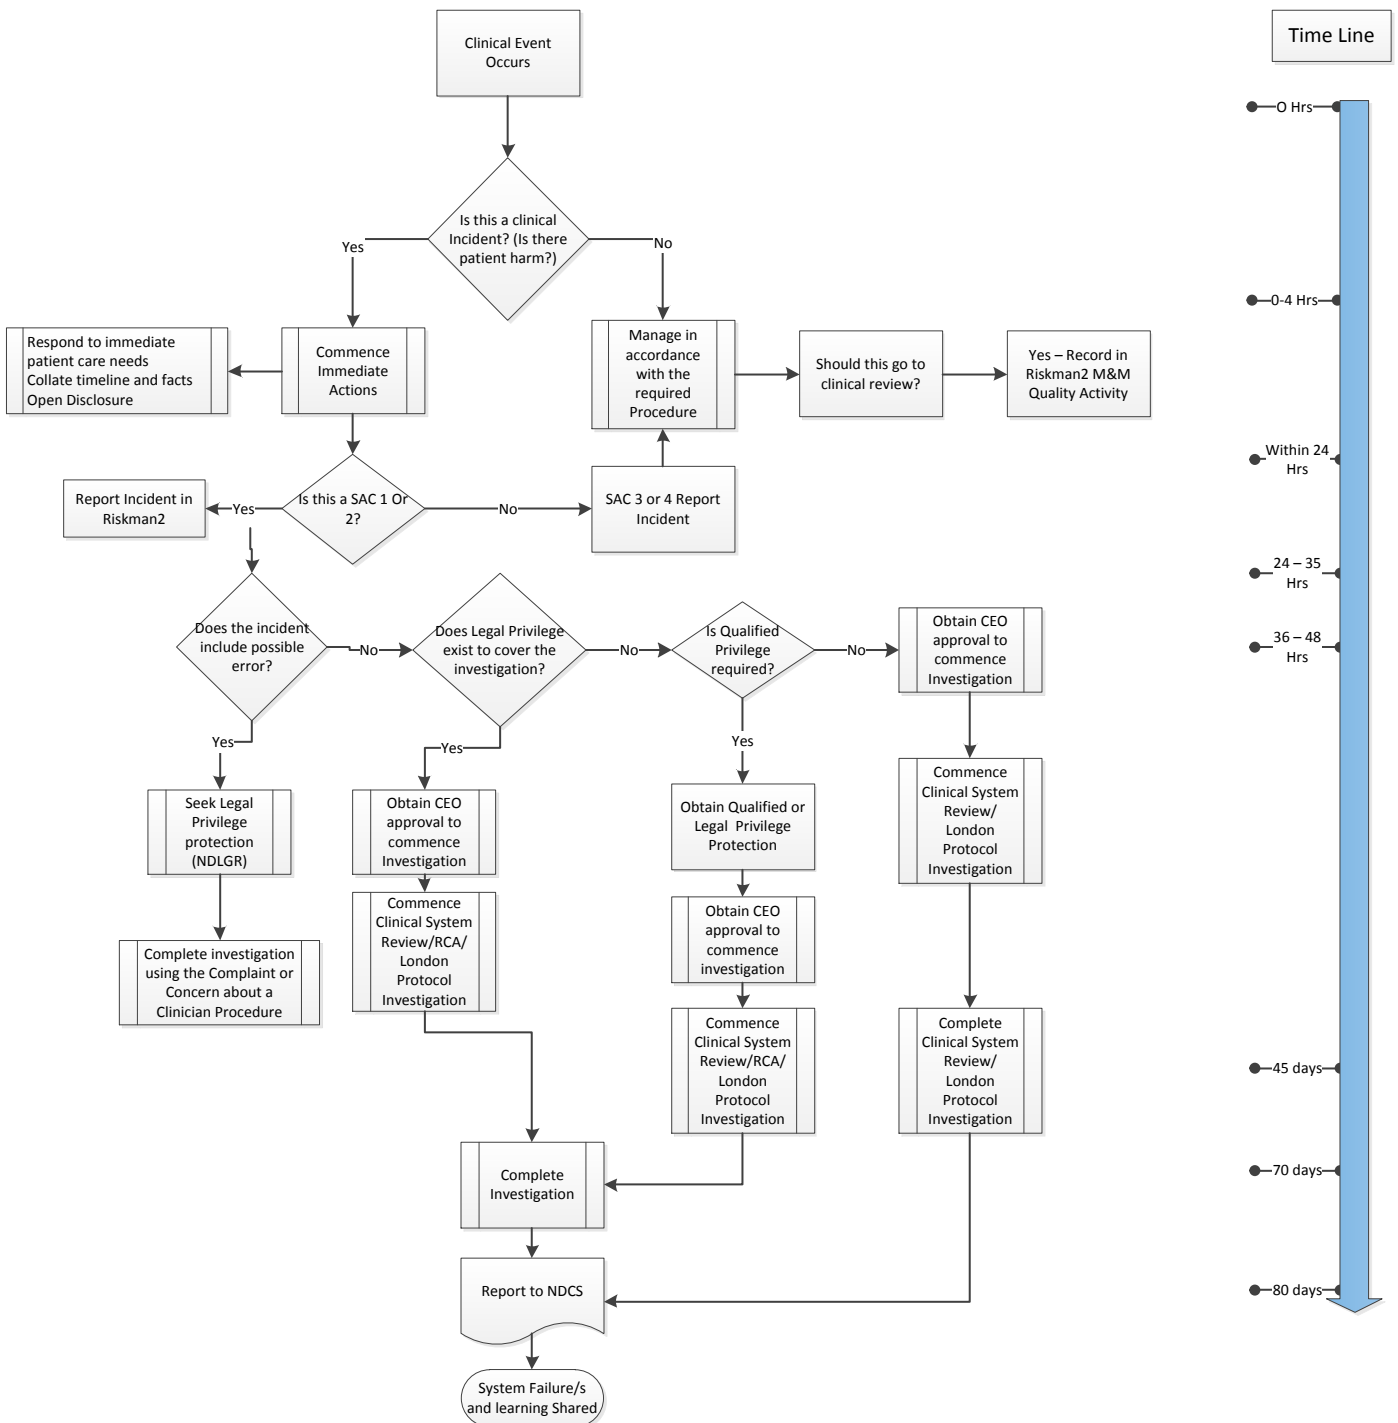 Clinical Event
Occurs
Time Line
O Hrs
Is this a clinical
Incident? (Is there
patient harm?)
Yes
No
0-4 Hrs
Respond to immediate
patient care needs
Collate timeline and facts
Open Disclosure
Commence
Immediate
Actions
Manage in
accordance
with the
required
Procedure
Should this go to
clinical review?
Yes – Record in
Riskman2 M&M
Quality Activity
Within 24
Hrs
Report Incident in
Riskman2
Yes
Is this a SAC 1 Or
2?
No
SAC 3 or 4 Report
Incident
24 – 35
Hrs
Does the incident
include possible
error?
No
Does Legal Privilege
exist to cover the
investigation?
No
Is Qualified
Privilege
required?
No
Obtain CEO
approval to
commence
Investigation
36 – 48
Hrs
Yes
Yes
Yes
Seek Legal
Privilege
protection
(NDLGR)
Obtain CEO
approval to
commence
Investigation
Obtain Qualified or
Legal Privilege
Protection
Commence
Clinical System
Review/
London
Protocol
Investigation
Complete investigation
using the Complaint or
Concern about a
Clinician Procedure
Commence
Clinical System
Review/RCA/
London
Protocol
Investigation
Obtain CEO
approval to
commence
investigation
Commence
Clinical System
Review/RCA/
London
Protocol
Investigation
Complete
Clinical System
Review/
London
Protocol
Investigation
45 days
Complete
Investigation
70 days
Report to NDCS
80 days
System Failure/s
and learning Shared